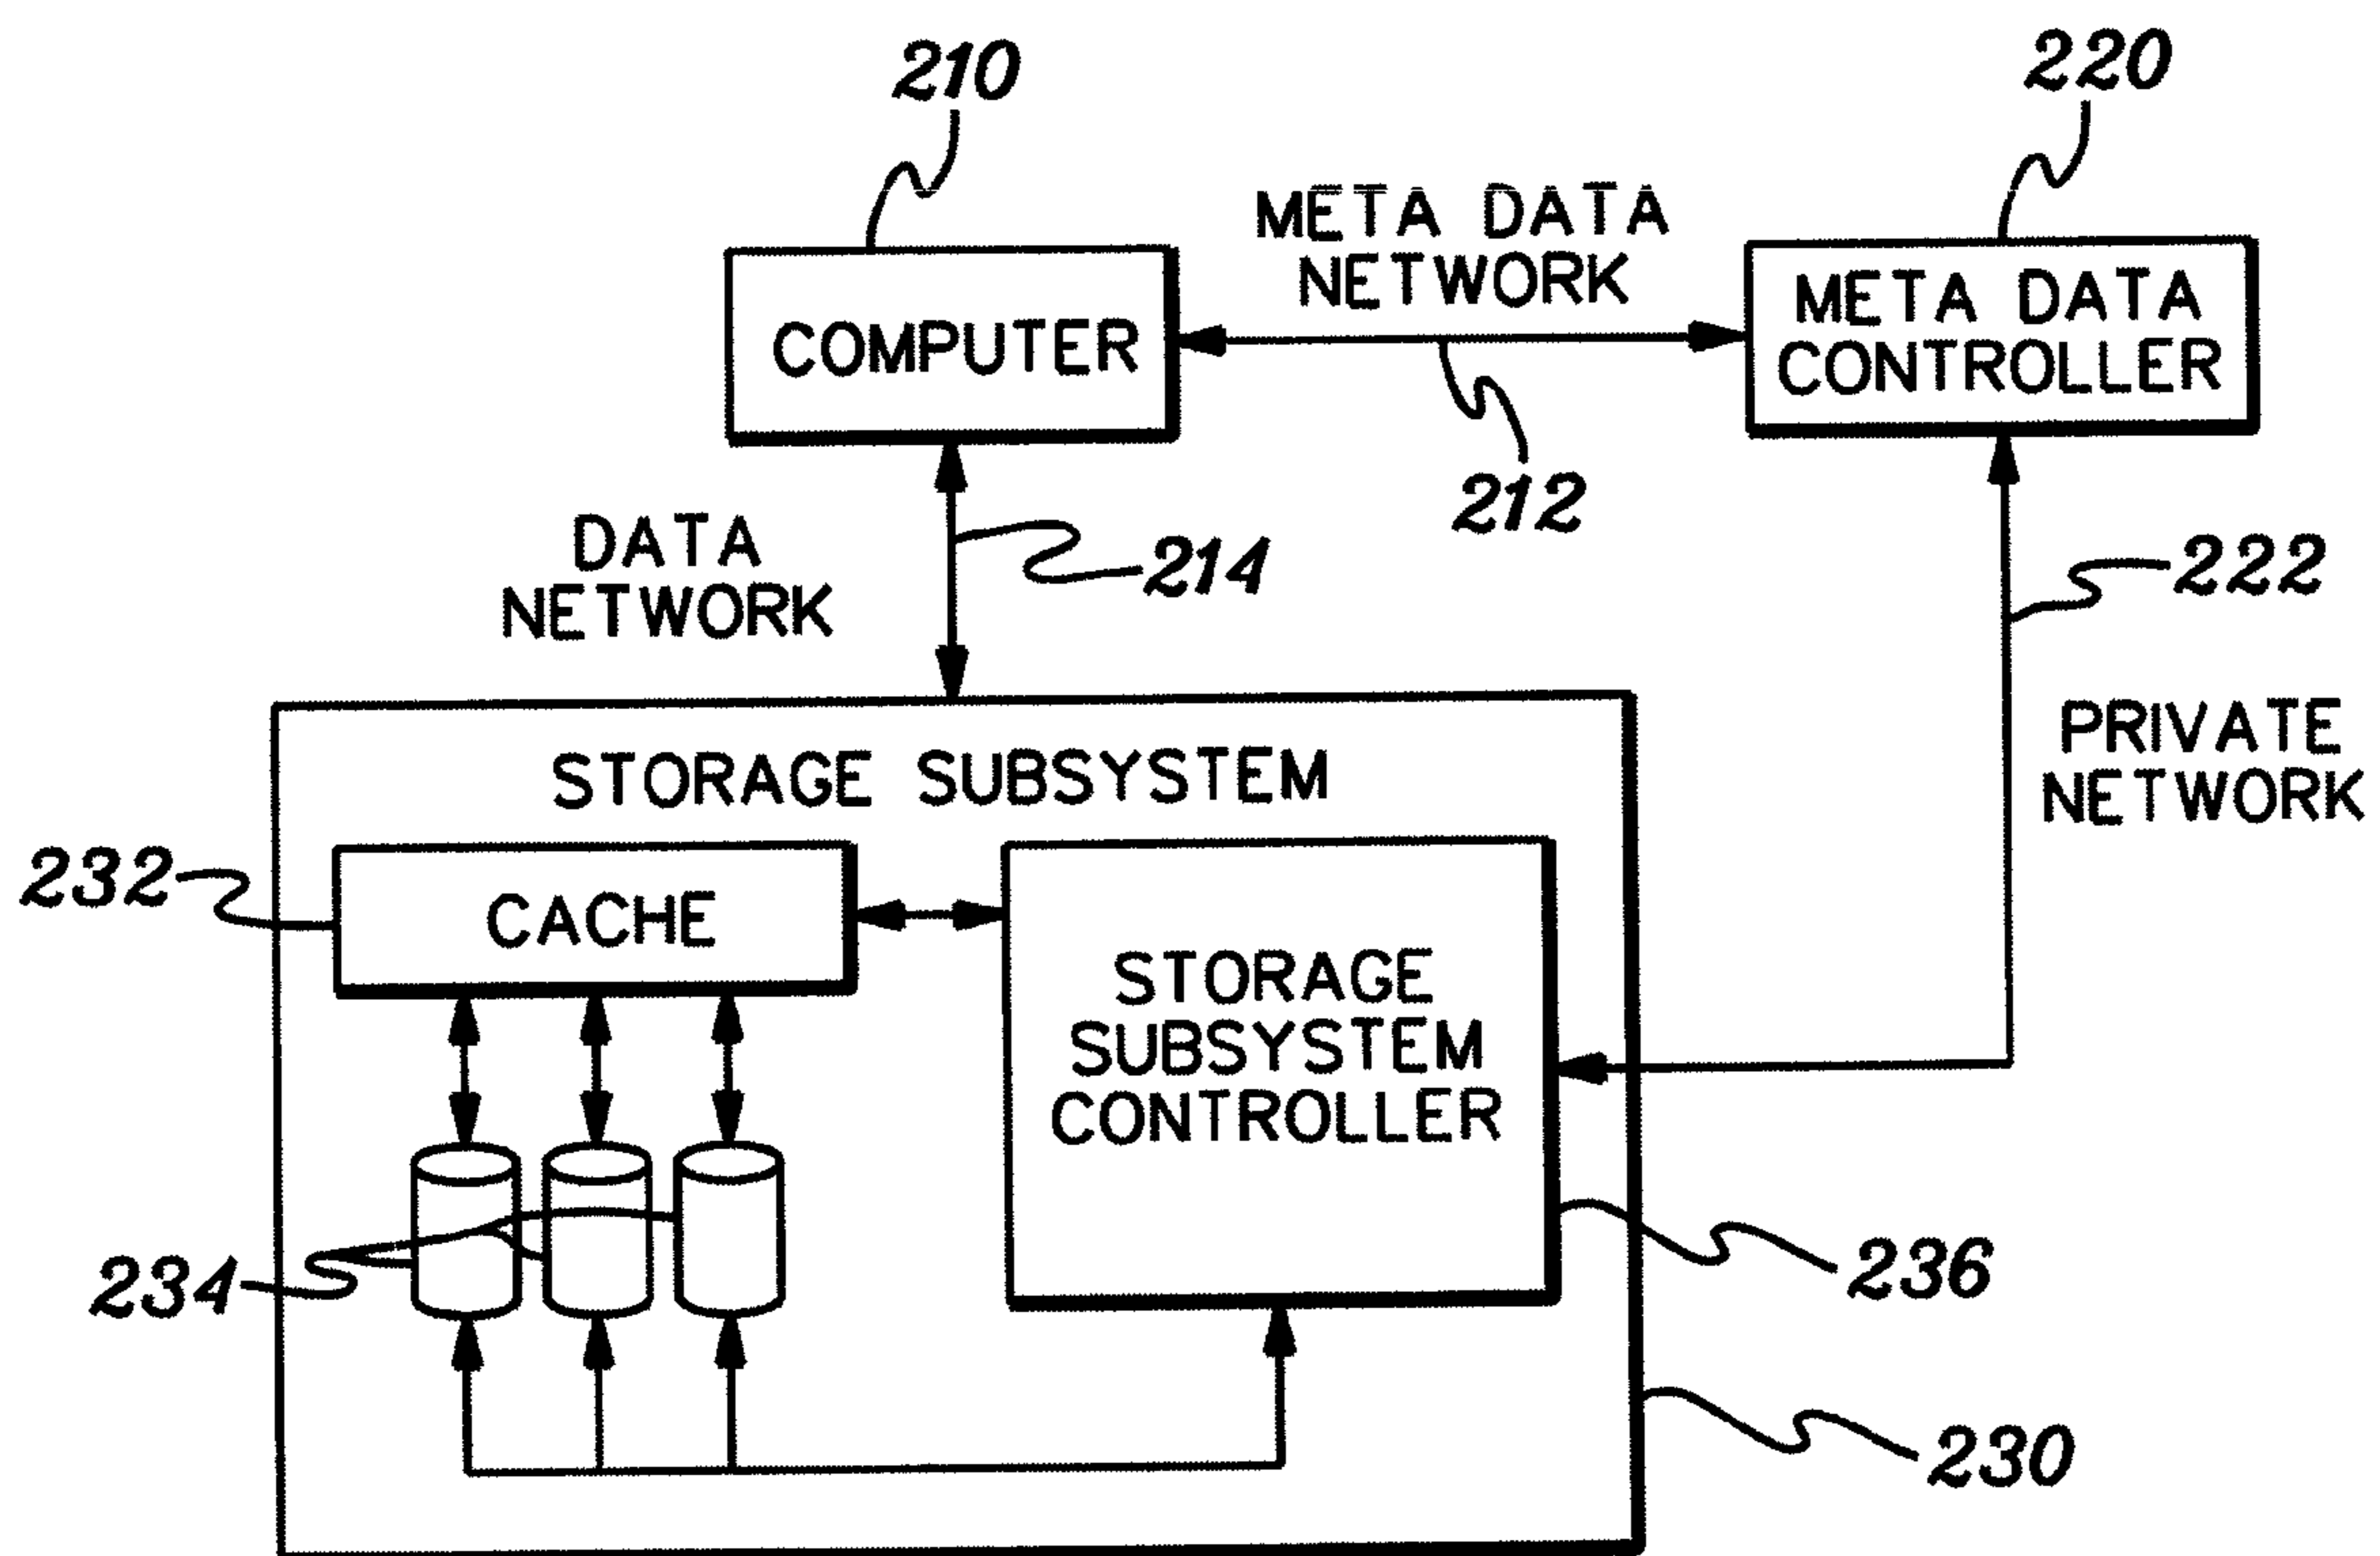 210
220
META DATA
NETWORK
COMPUTER
META DATA
CONTROLLER
212
DATA
NETWORK
214
222
PRIVATE
NETWORK
STORAGE SUBSYSTEM
232
CACHE
STORAGE
SUBSYSTEM
CONTROLLER
234
236
230